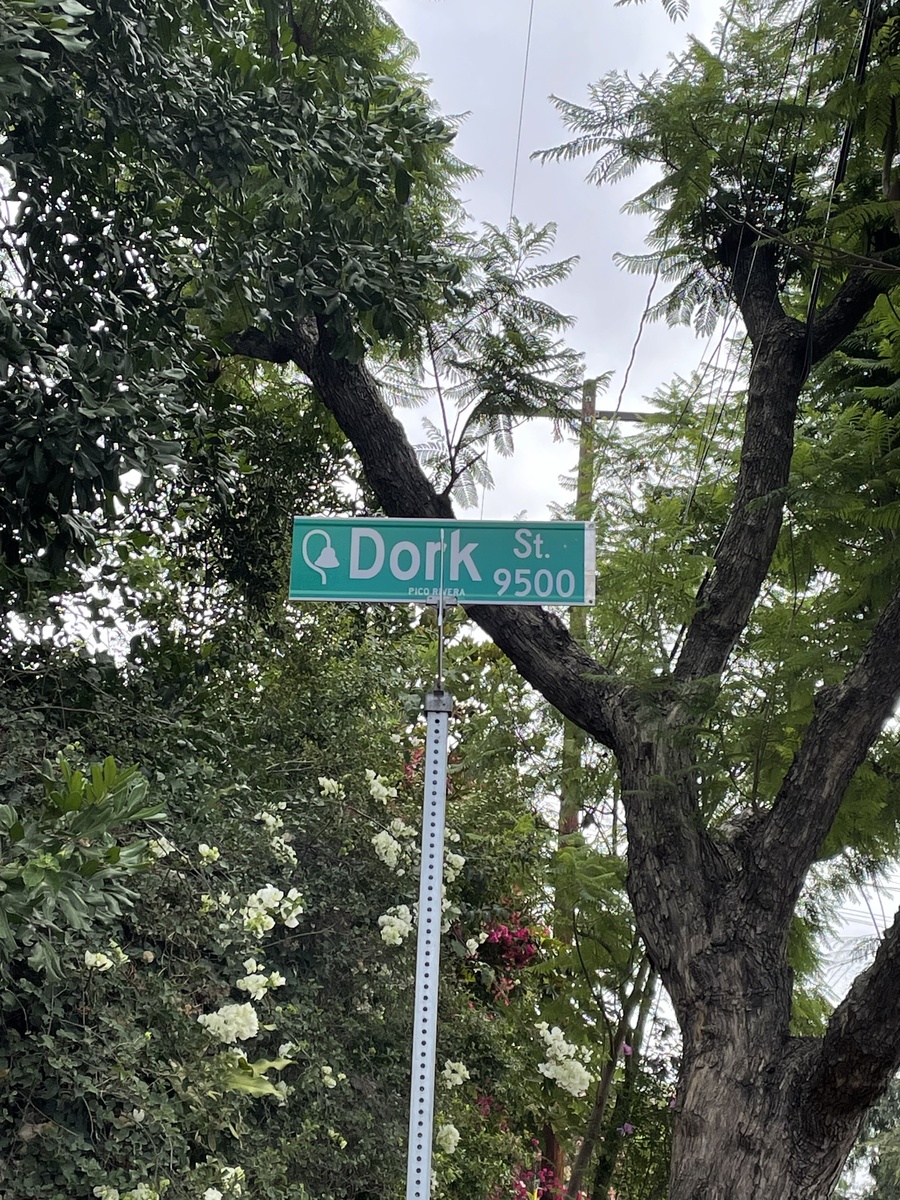 Dork St.
9500
PICO RIVERA